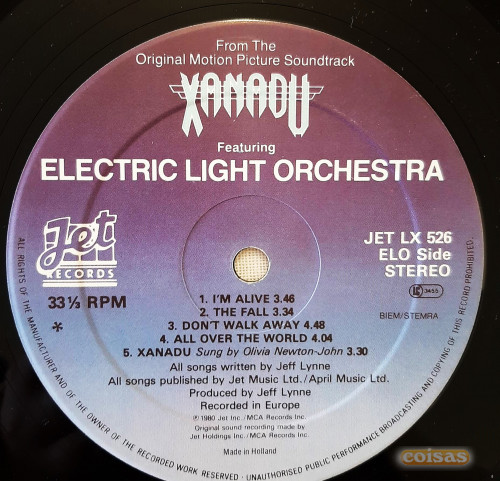 From The
Original Motion Picture Soundtrack
XANADU
Featuring
ELECTRIC LIGHT ORCHESTRA
Jet
RECORDS
33⅓ RPM
*
JET LX 526
ELO Side
STEREO
LC 3455
BIEM/STEMRA
1. I'M ALIVE 3.46
2. THE FALL 3.34
3. DON'T WALK AWAY 4.48
4. ALL OVER THE WORLD 4.04
5. XANADU Sung by Olivia Newton-John 3.30
All songs written by Jeff Lynne
All songs published by Jet Music Ltd./April Music Ltd.
Produced by Jeff Lynne
Recorded in Europe
℗ 1980 Jet Inc./MCA Records Inc.
Original sound recording made by
Jet Holdings Inc./MCA Records Inc.
Made in Holland
ALL RIGHTS OF THE MANUFACTURER AND OF THE OWNER OF THE RECORDED WORK RESERVED · UNAUTHORISED PUBLIC PERFORMANCE BROADCASTING AND COPYING OF THIS RECORD PROHIBITED.
coisas